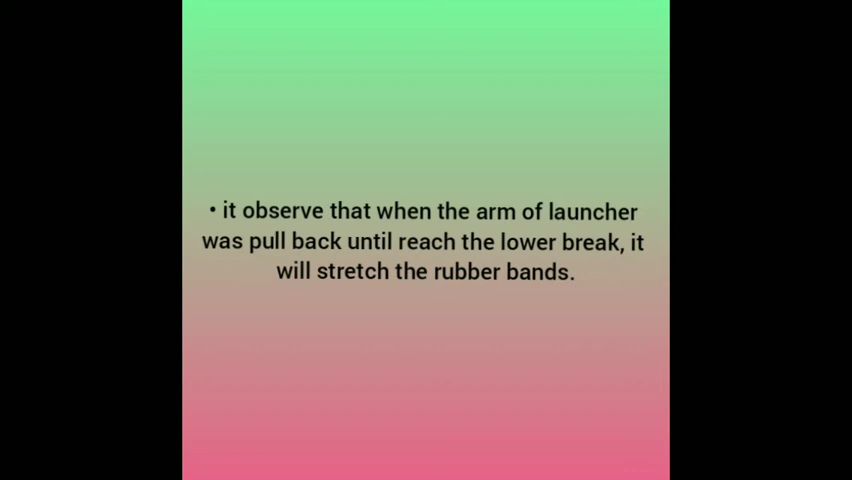 • it observe that when the arm of launcher
was pull back until reach the lower break, it
will stretch the rubber bands.